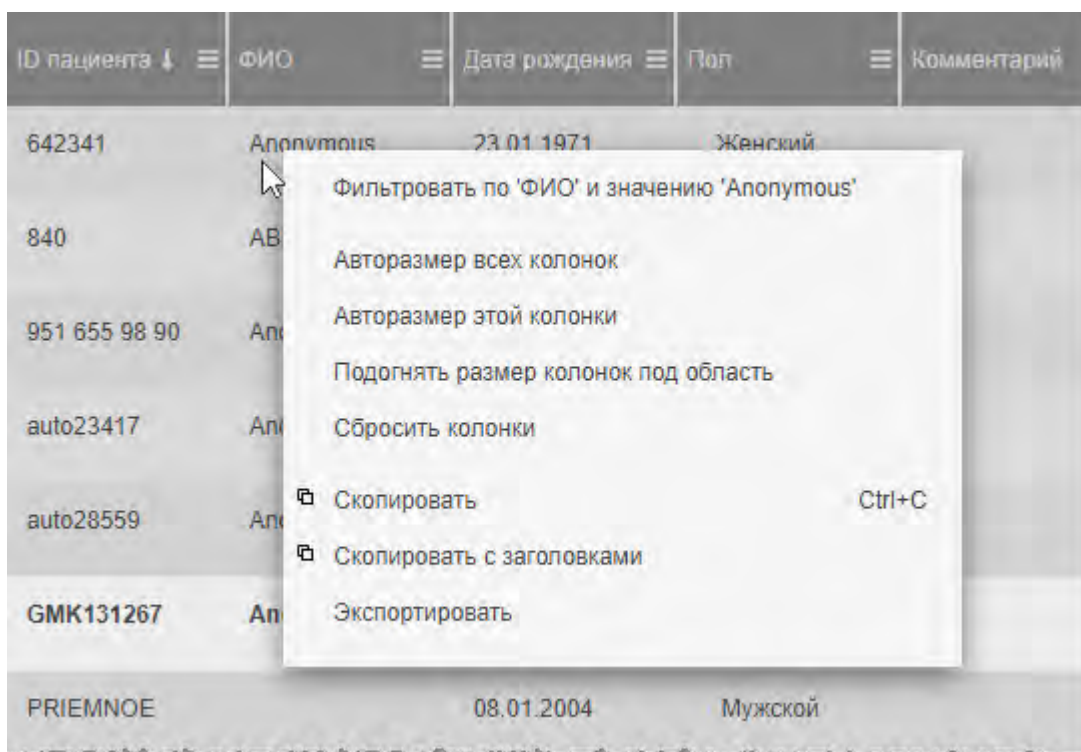 ID пациента ФИО Дата рождения Пол Комментарий
642341 Anonymous 23.01.1971 Женский
Фильтровать по 'ФИО' и значению 'Anonymous'
840
Авторазмер всех колонок
Авторазмер этой колонки
951 655 98 90
Подогнять размер колонок под область
auto23417
Сбросить колонки
Скопировать Ctrl+C
auto28559
Скопировать с заголовками
GMK131267
Экспортировать
PRIEMNOE 08.01.2004 Мужской